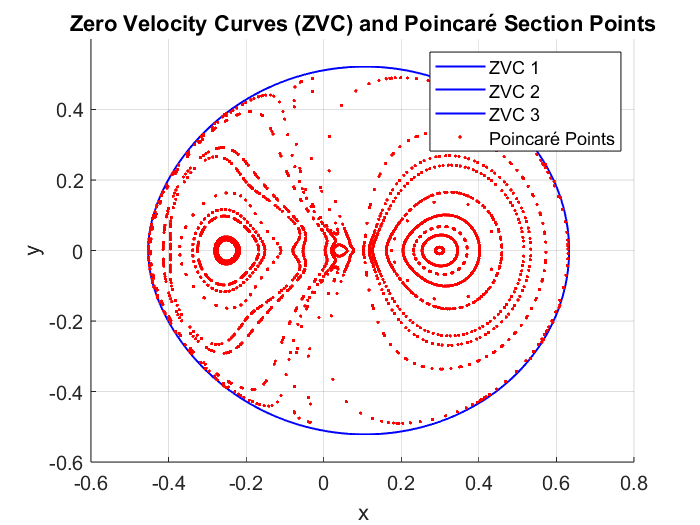 Zero Velocity Curves (ZVC) and Poincaré Section Points
ZVC 1
ZVC 2
ZVC 3
Poincaré Points
0.4
0.2
0
-0.2
-0.4
-0.6
y
-0.6 -0.4 -0.2 0 0.2 0.4 0.6 0.8
x